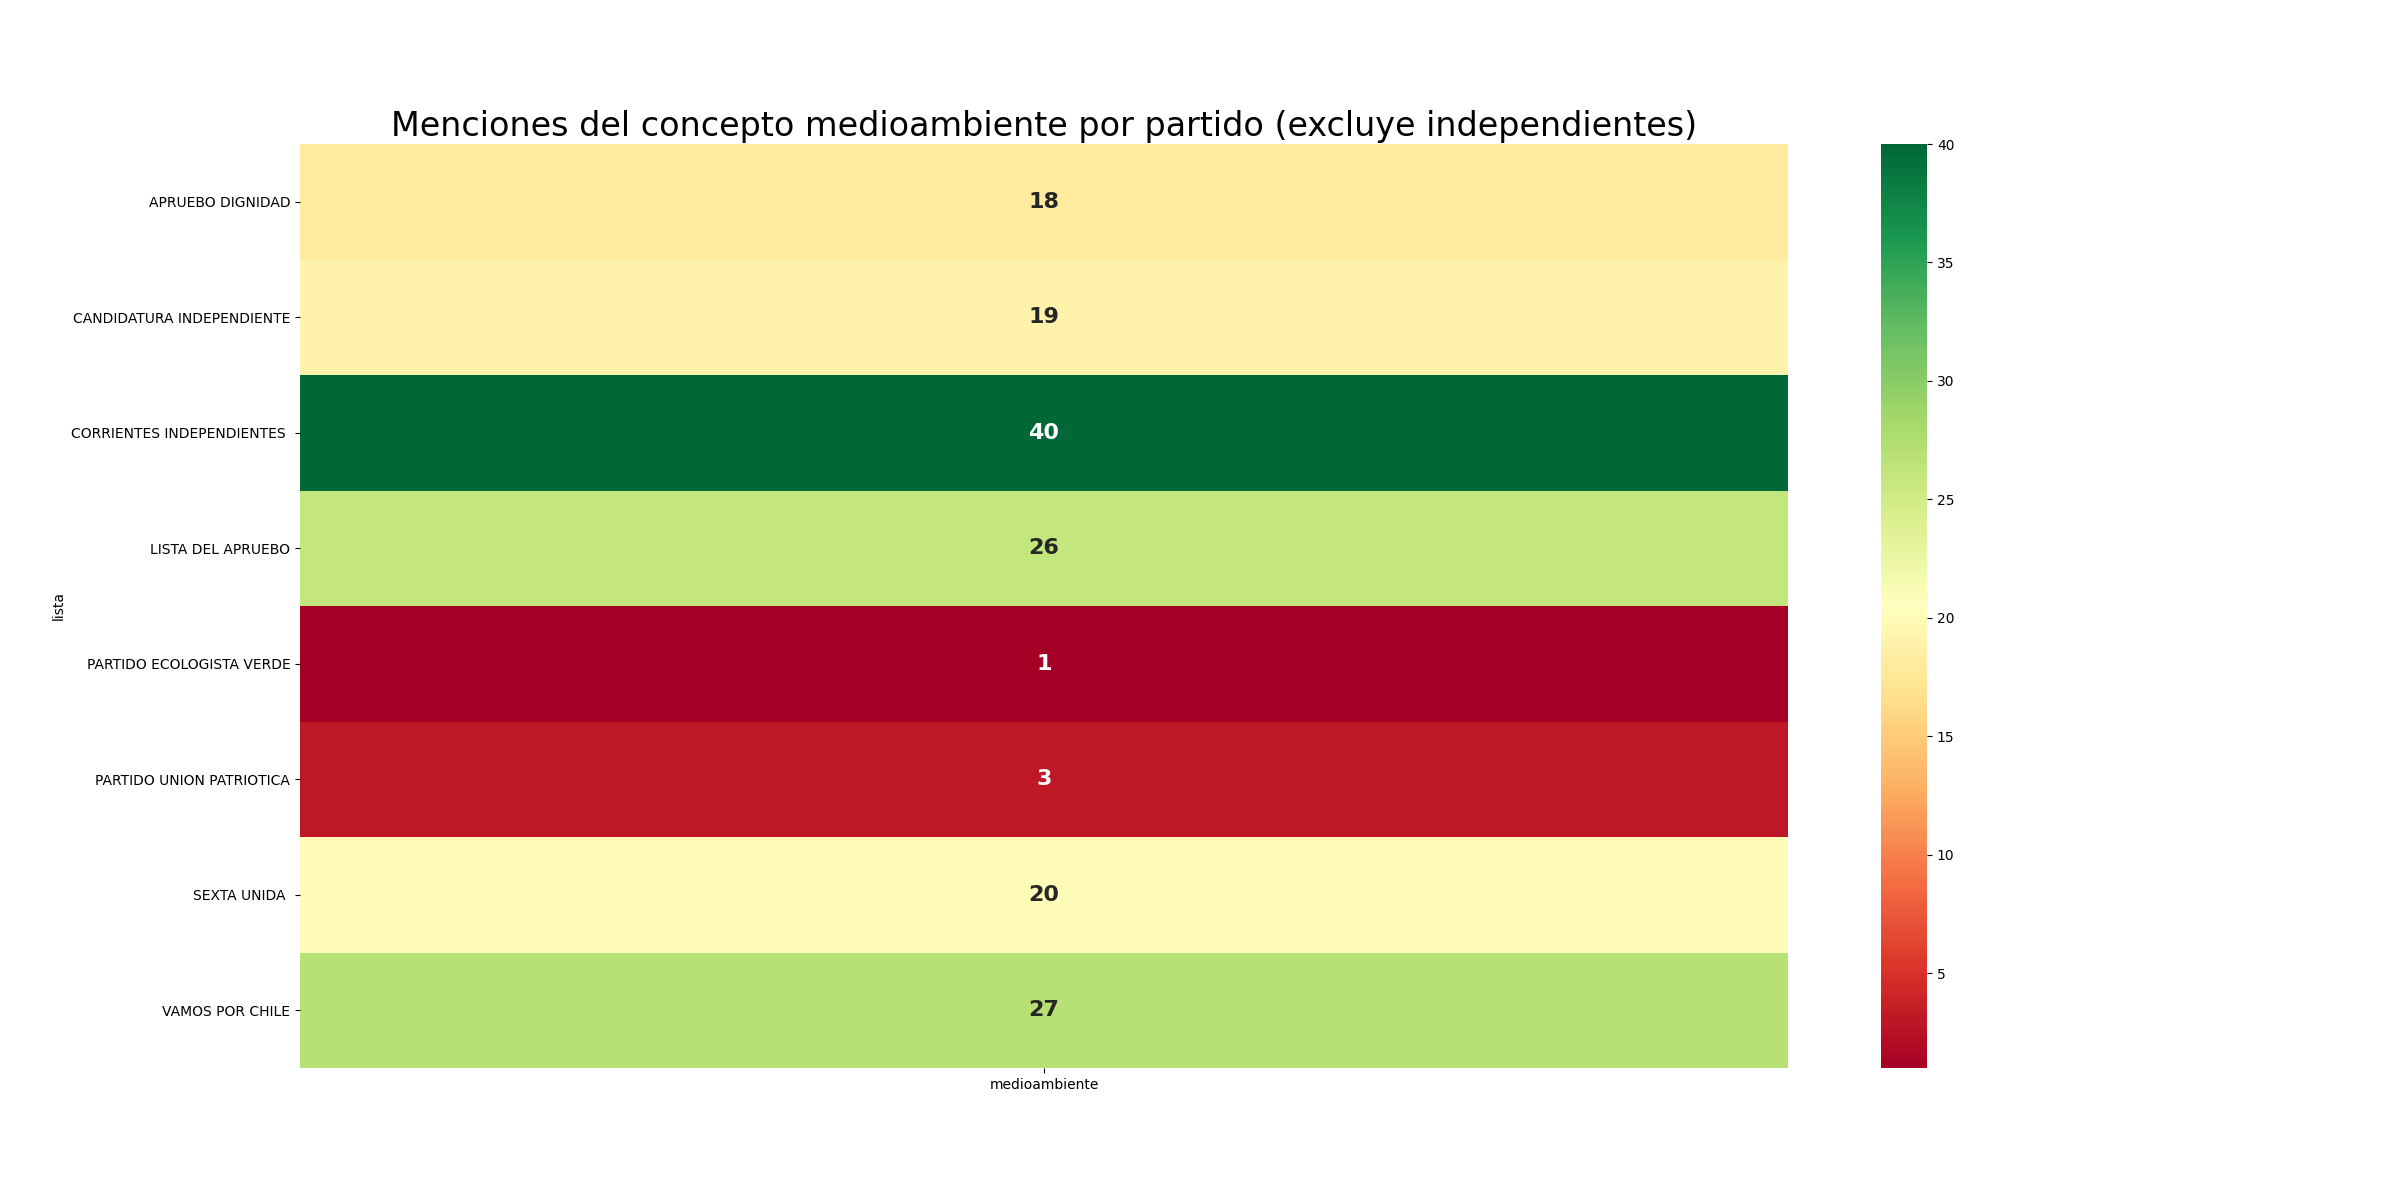 Menciones del concepto medioambiente por partido (excluye independientes)
APRUEBO DIGNIDAD
18
CANDIDATURA INDEPENDIENTE
19
CORRIENTES INDEPENDIENTES
40
LISTA DEL APRUEBO
26
PARTIDO ECOLOGISTA VERDE
1
PARTIDO UNION PATRIOTICA
3
SEXTA UNIDA
20
VAMOS POR CHILE
27
lista
medioambiente
40
35
30
25
20
15
10
5